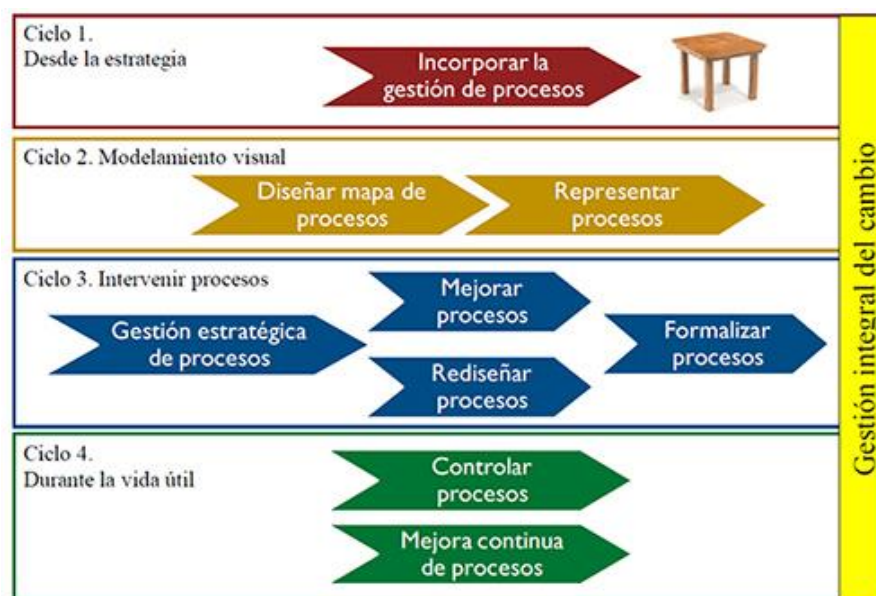 Ciclo 1.
Desde la estrategia
Incorporar la
gestión de procesos
Ciclo 2. Modelamiento visual
Diseñar mapa de
procesos
Representar
procesos
Ciclo 3. Intervenir procesos
Gestión estratégica
de procesos
Mejorar
procesos
Rediseñar
procesos
Formalizar
procesos
Ciclo 4.
Durante la vida útil
Controlar
procesos
Mejora continua
de procesos
Gestión integral del cambio